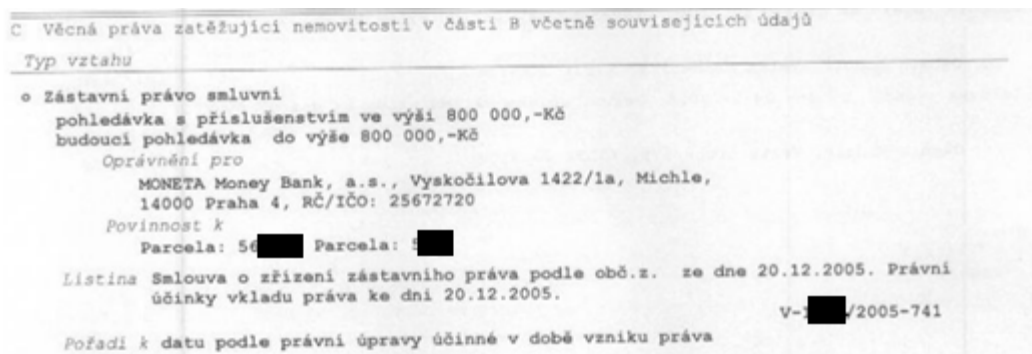 C Věcná práva zatěžující nemovitosti v části B včetně souvisejících údajů
Typ vztahu
o Zástavní právo smluvní
pohledávka s příslušenstvím ve výši 800 000,-Kč
budoucí pohledávka do výše 800 000,-Kč
Oprávnění pro
MONETA Money Bank, a.s., Vyskočilova 1422/1a, Michle,
14000 Praha 4, RČ/IČO: 25672720
Povinnost k
Parcela: 56 Parcela: 5
Listina Smlouva o zřízení zástavního práva podle obč.z. ze dne 20.12.2005. Právní
účinky vkladu práva ke dni 20.12.2005.
V-1 /2005-741
Pořadí k datu podle právní úpravy účinné v době vzniku práva